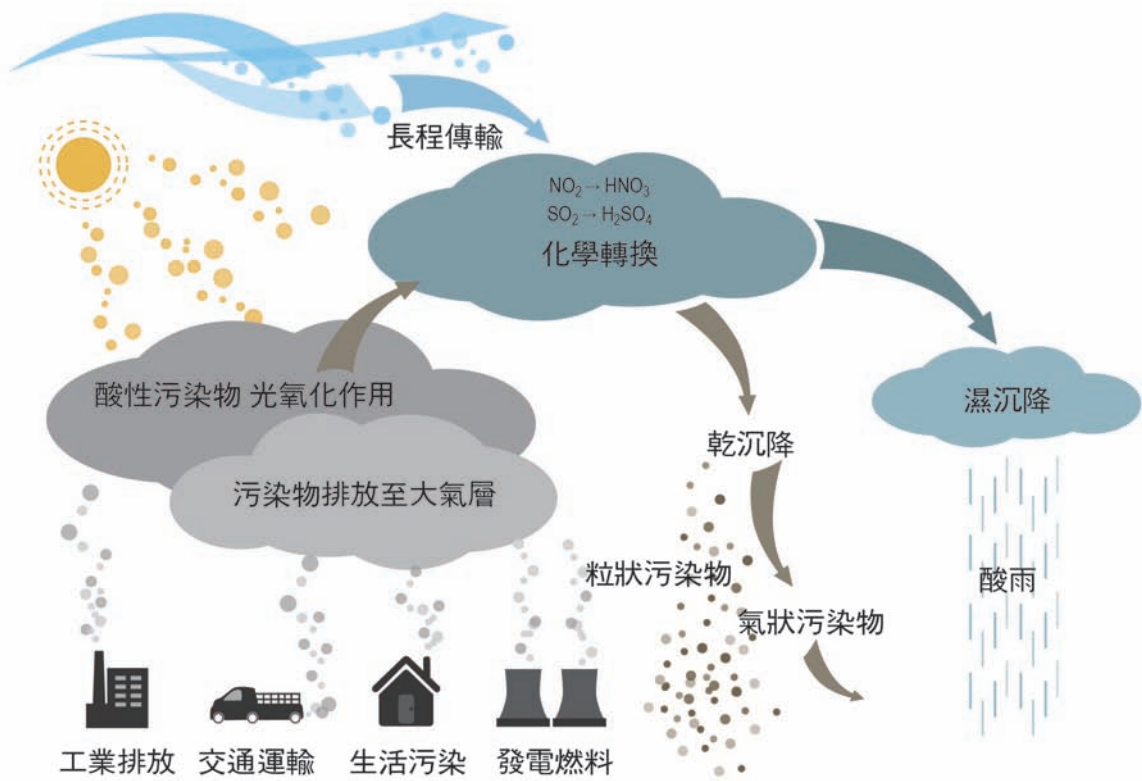 長程傳輸
NO₂→HNO₃
SO₂→H₂SO₄
化學轉換
酸性污染物 光氧化作用
污染物排放至大氣層
濕沉降
乾沉降
粒狀污染物
氣狀污染物
酸雨
工業排放
交通運輸
生活污染
發電燃料